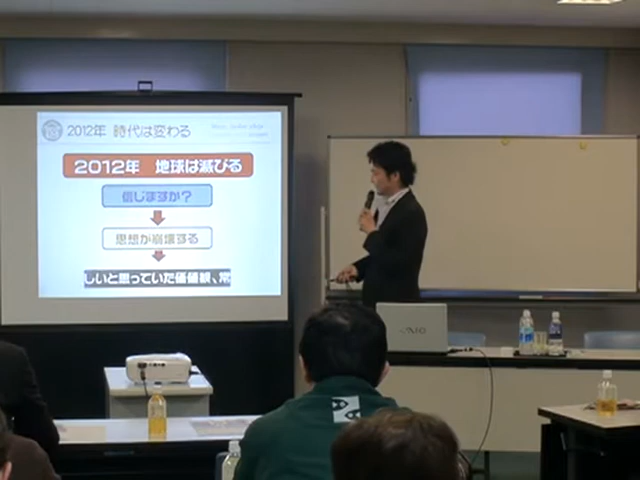 2012年 時代は変わる
2012年 地球は滅びる
信じますか?
思想が崩壊する
しいと思っていた価値観、常
VAIO